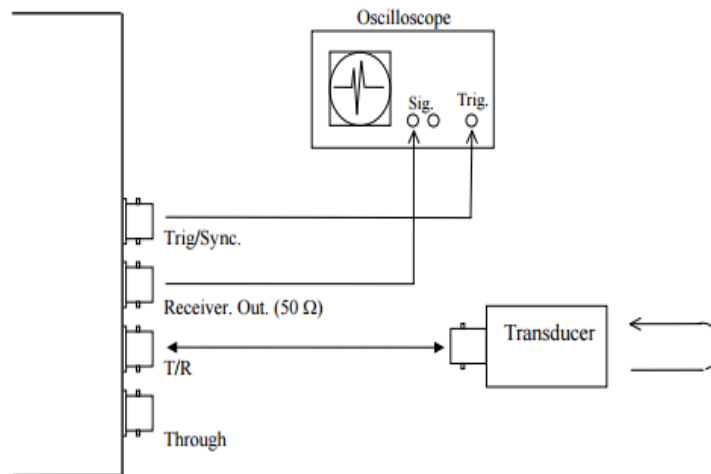 Oscilloscope
Sig.
Trig.
Trig/Sync.
Receiver. Out. (50 Ω)
Transducer
T/R
Through